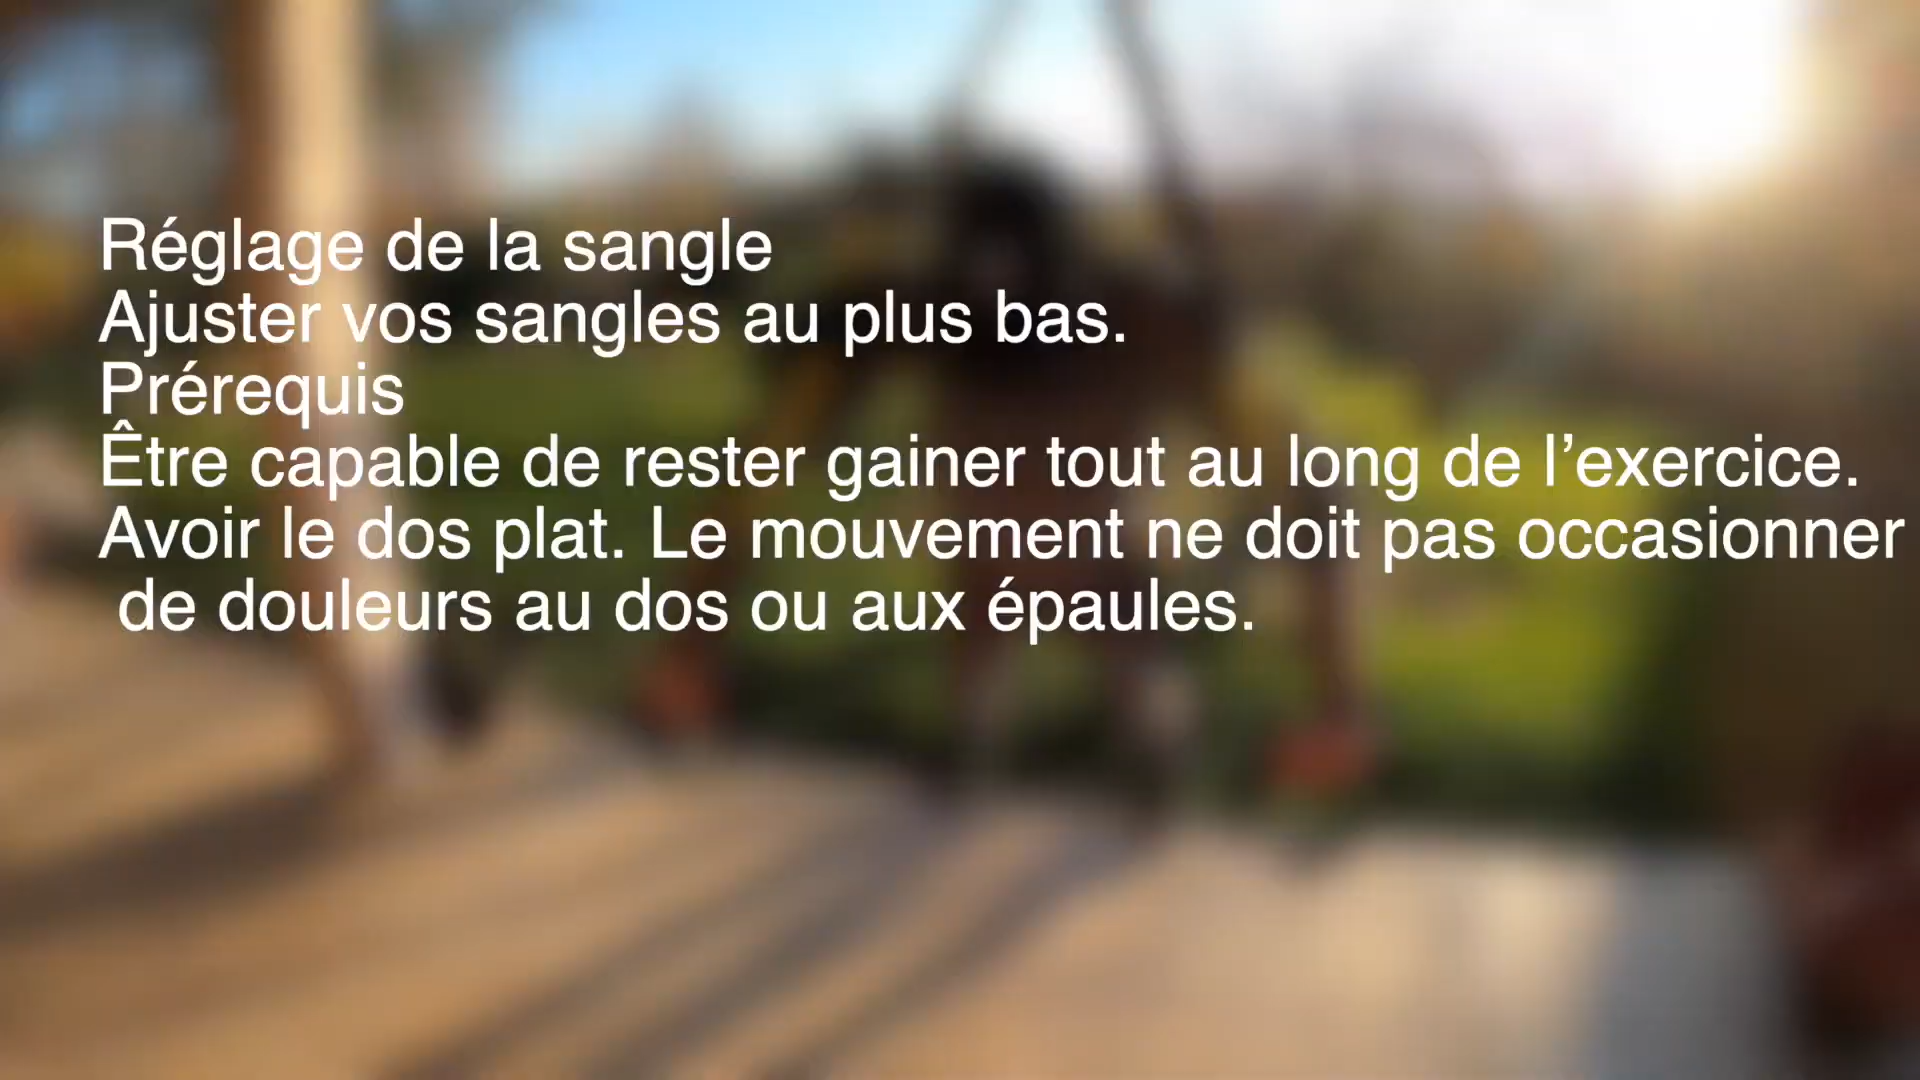 Réglage de la sangle
Ajuster vos sangles au plus bas.
Prérequis
Être capable de rester gainer tout au long de l’exercice.
Avoir le dos plat. Le mouvement ne doit pas occasionner
de douleurs au dos ou aux épaules.